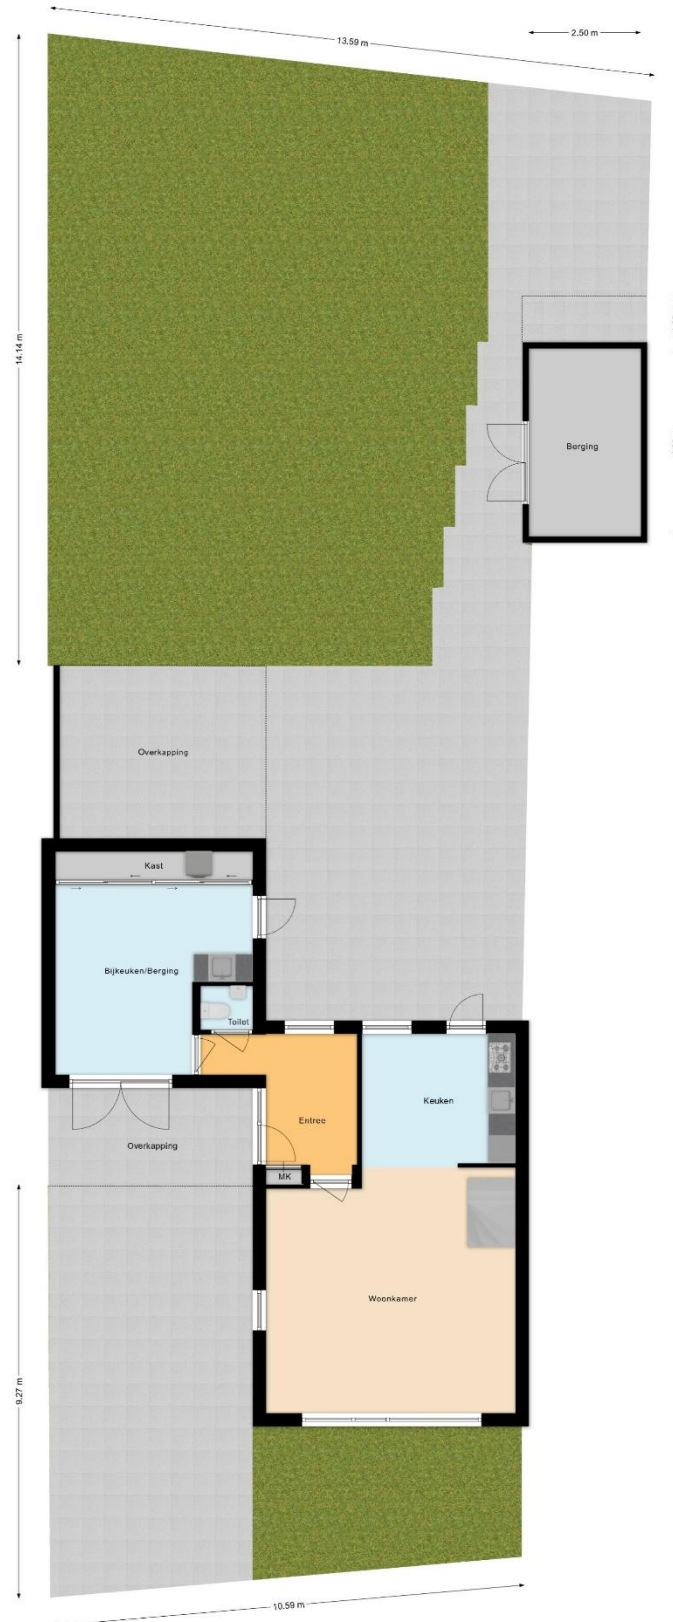 13.59 m
2.50 m
14.14 m
Berging
Overkapping
Kast
Bijkeuken/Berging
Toilet
Keuken
Entree
Overkapping
MK
Woonkamer
9.27 m
10.59 m